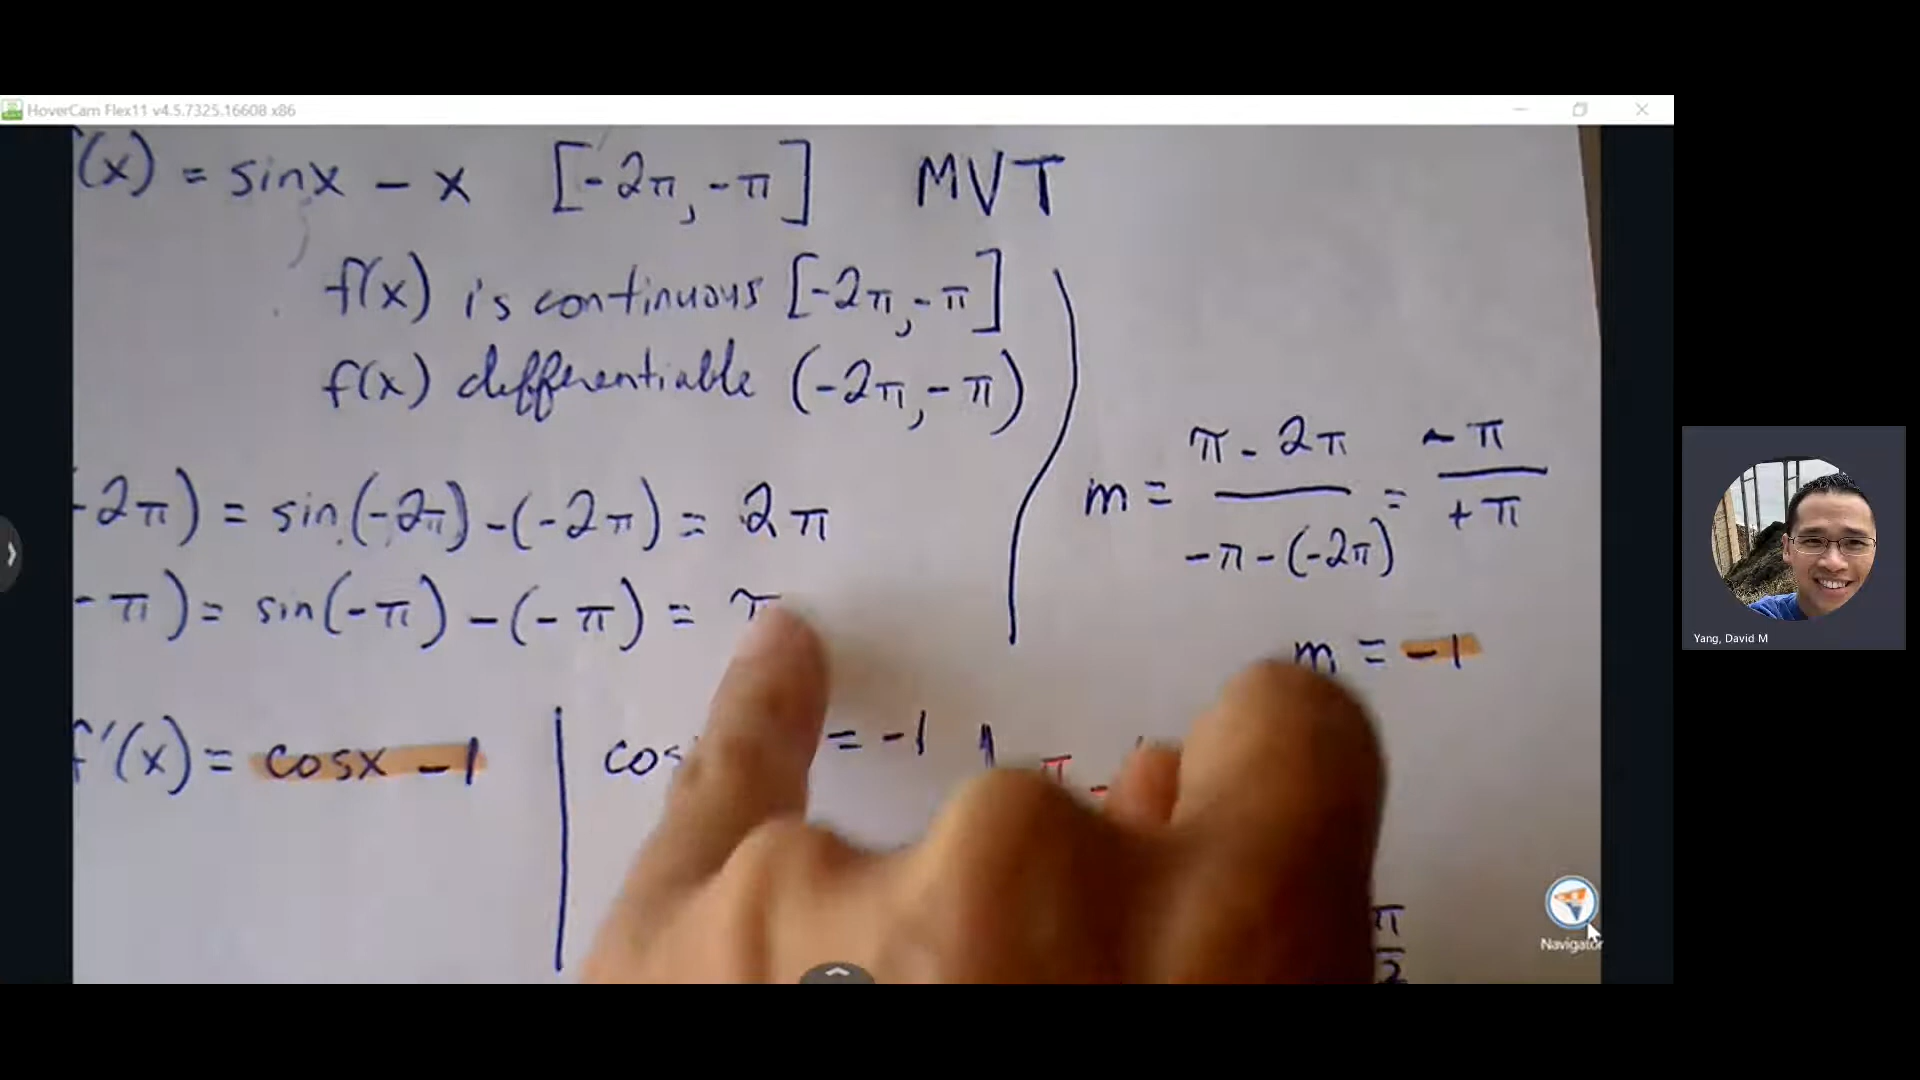 HoverCam Flex11 v4.5.7325.16608 x86
(x) = sinx - x [-2π, -π] MVT
f(x) is continuous [-2π, -π]
f(x) differentiable (-2π, -π)
m = π - 2π / -π - (-2π) = -π / +π
-2π) = sin(-2π) - (-2π) = 2π
-π) = sin(-π) - (-π) = π
m = -1
f'(x) = cosx - 1
cos = -1
π
π/2
Navigator
Yang, David M